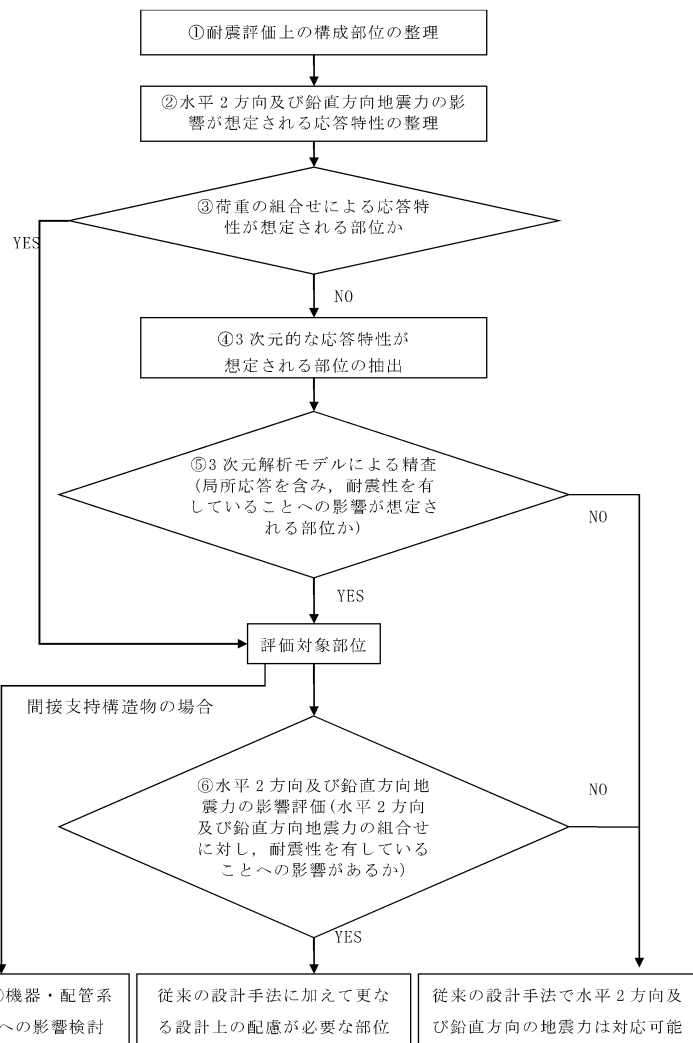 ①耐震評価上の構成部位の整理
②水平２方向及び鉛直方向地震力の影
響が想定される応答特性の整理
③荷重の組合せによる応答特
性が想定される部位か
YES
NO
④3 次元的な応答特性が
想定される部位の抽出
⑤3 次元解析モデルによる精査
(局所応答を含み，耐震性を有
していることへの影響が想定さ
れる部位か)
NO
YES
評価対象部位
間接支持構造物の場合
⑥水平２方向及び鉛直方向地
震力の影響評価(水平２方向
及び鉛直方向地震力の組合せ
に対し，耐震性を有している
ことへの影響があるか)
NO
YES
機器・配管系
への影響検討
従来の設計手法に加えて更な
る設計上の配慮が必要な部位
従来の設計手法で水平２方向及
び鉛直方向の地震力は対応可能